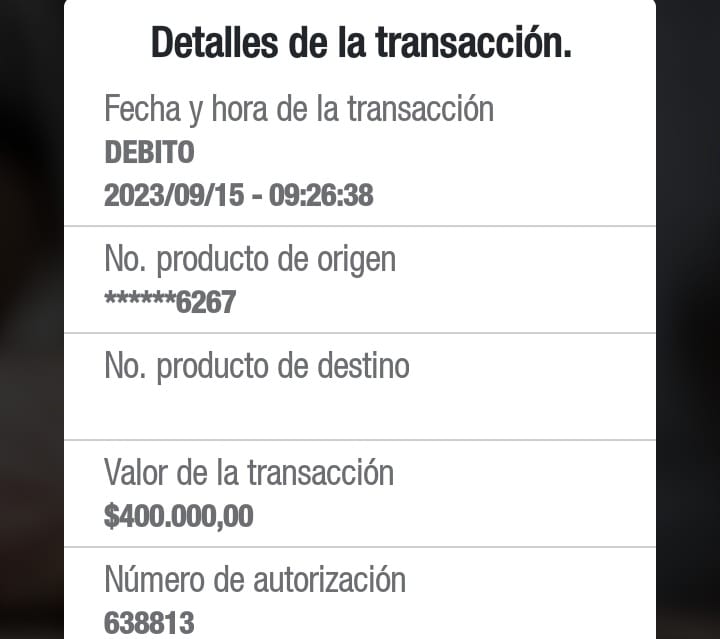 Detalles de la transacción.
Fecha y hora de la transacción
DEBITO
2023/09/15 - 09:26:38
No. producto de origen
******6267
No. producto de destino
Valor de la transacción
$400.000,00
Número de autorización
638813